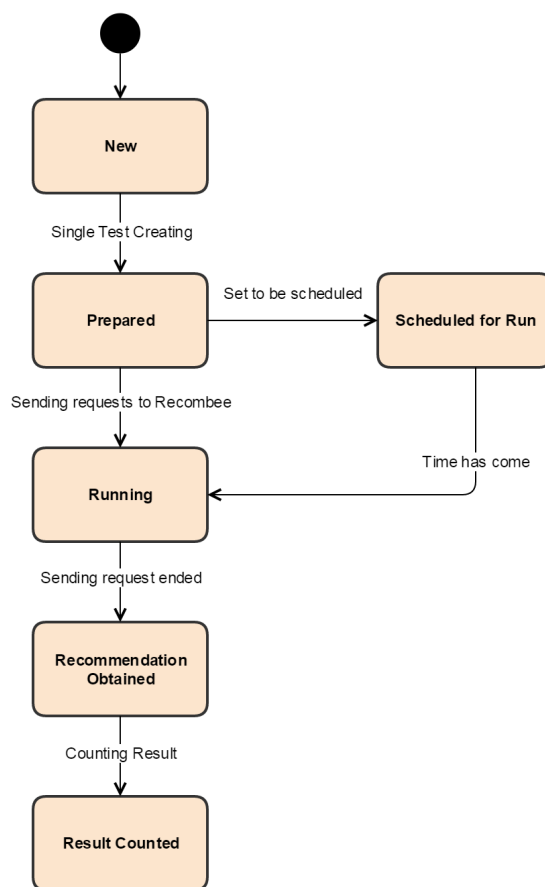 New
Single Test Creating
Set to be scheduled
Prepared
Scheduled for Run
Sending requests to Recombee
Time has come
Running
Sending request ended
Recommendation
Obtained
Counting Result
Result Counted